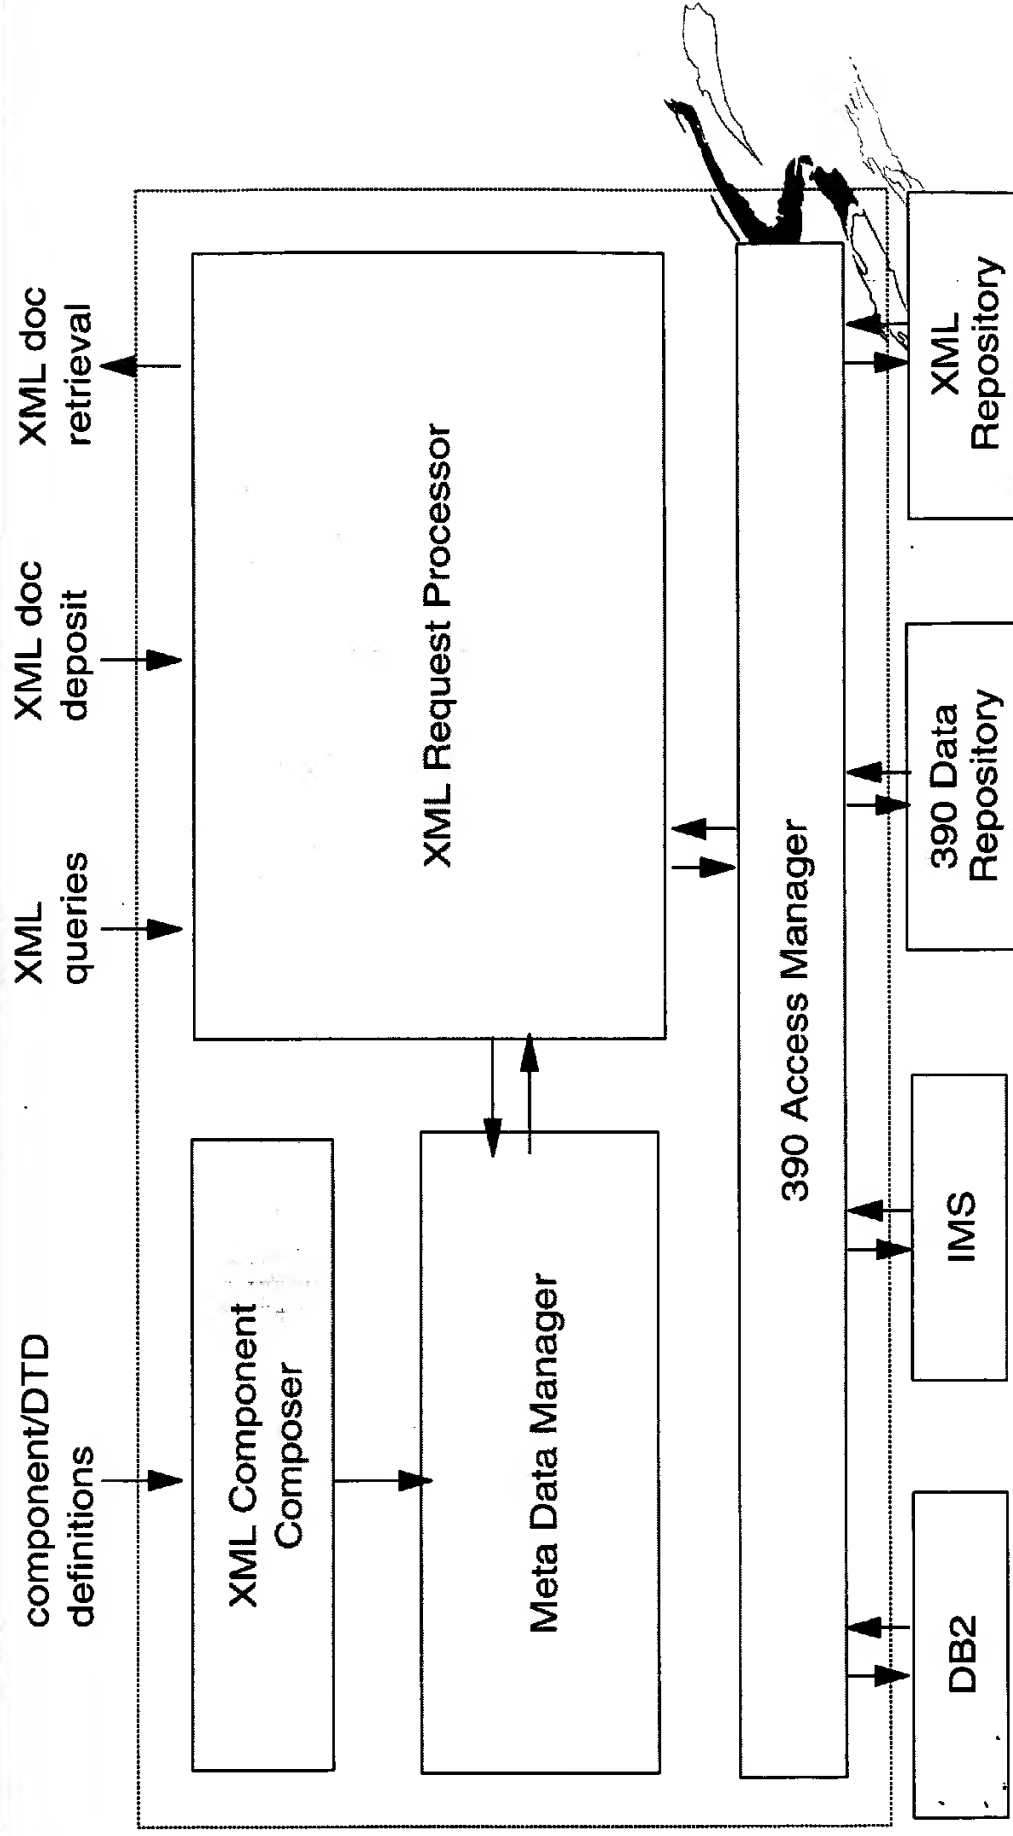 component/DTD
definitions
XML
queries
XML doc
deposit
XML doc
retrieval
XML Component
Composer
XML Request Processor
Meta Data Manager
390 Access Manager
DB2
IMS
390 Data
Repository
XML
Repository